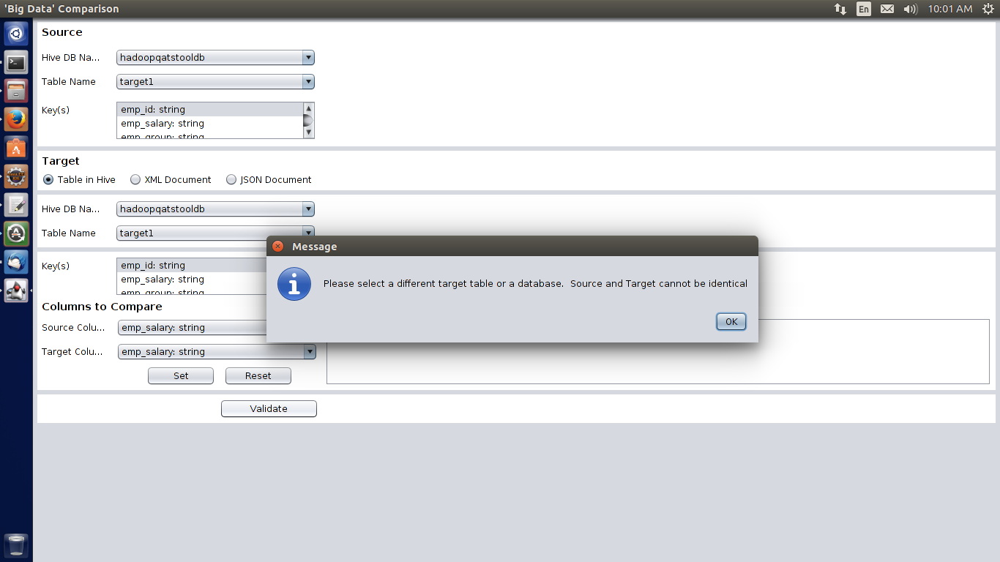 'Big Data' Comparison
En
10:01 AM
Source
Hive DB Na...
hadoopqatstooldb
Table Name
target1
Key(s)
emp_id: string
emp_salary: string
emp_group: string
Target
Table in Hive
XML Document
JSON Document
Hive DB Na...
hadoopqatstooldb
Table Name
target1
Message
Key(s)
emp_id: string
emp_salary: string
emp_group: string
Please select a different target table or a database. Source and Target cannot be identical
OK
Columns to Compare
Source Colu...
emp_salary: string
Target Colu...
emp_salary: string
Set
Reset
Validate